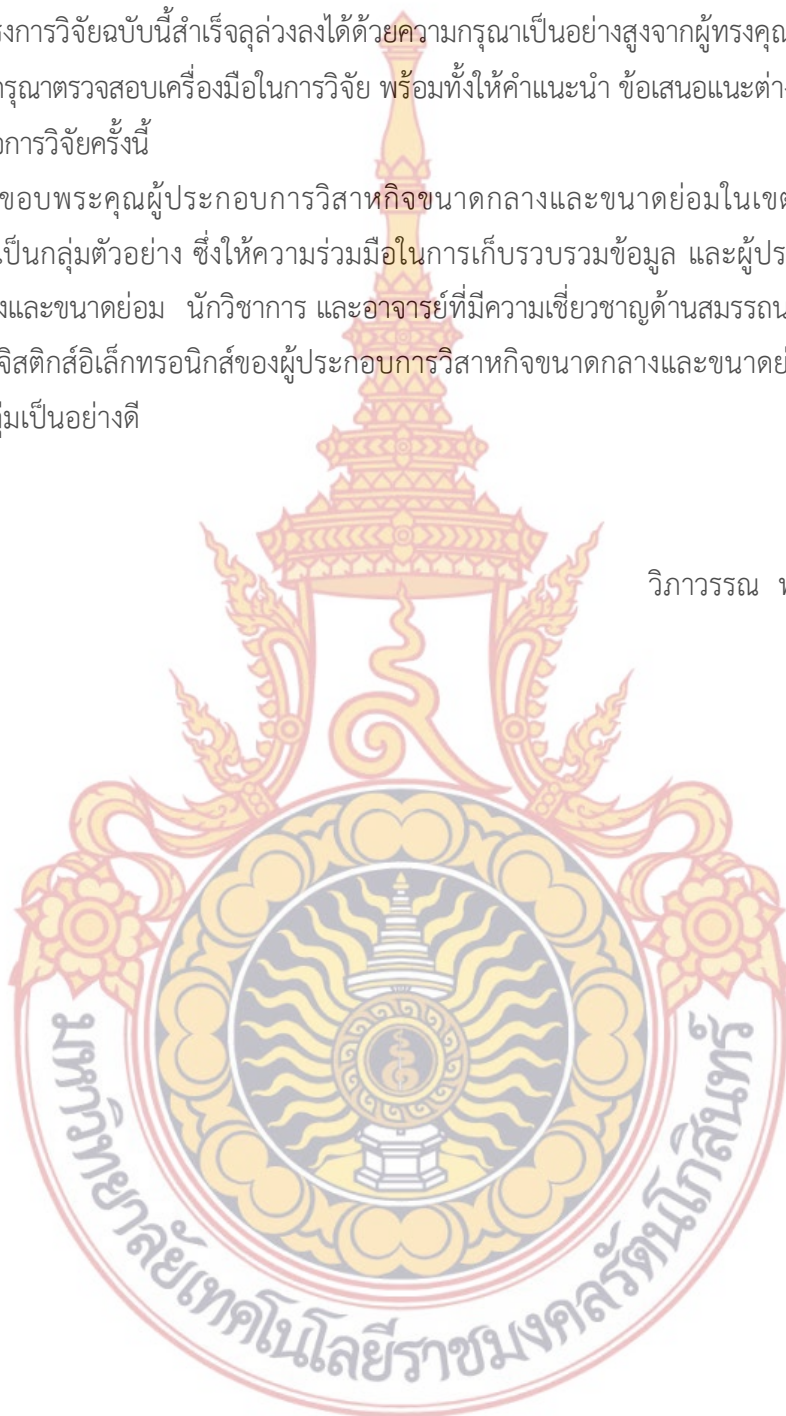 งการวิจัยฉบับนี้สำเร็จลุล่วงลงได้ด้วยความกรุณาเป็นอย่างสูงจากผู้ทรงคุณ
กรุณาตรวจสอบเครื่องมือในการวิจัย พร้อมทั้งให้คำแนะนำ ข้อเสนอแนะต่าง
การวิจัยครั้งนี้
ขอบพระคุณผู้ประกอบการวิสาหกิจขนาดกลางและขนาดย่อมในเขต
เป็นกลุ่มตัวอย่าง ซึ่งให้ความร่วมมือในการเก็บรวบรวมข้อมูล และผู้ประ
งและขนาดย่อม นักวิชาการ และอาจารย์ที่มีความเชี่ยวชาญด้านสมรรถน
จิสติกส์อิเล็กทรอนิกส์ของผู้ประกอบการวิสาหกิจขนาดกลางและขนาดย่
ุ่มเป็นอย่างดี
วิภาวรรณ
มหาวิทยาลัยเทคโนโลยีราชมงคลรัตนโกสินทร์